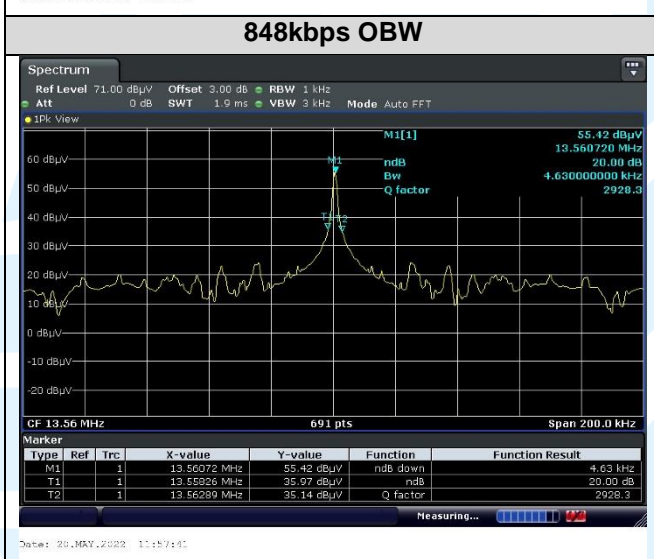 848kbps OBW
Spectrum
Ref Level 71.00 dBµV Offset 3.00 dB RBW 1 kHz
Att 0 dB SWT 1.9 ms VBW 3 kHz Mode Auto FFT
1Pk View
M1[1] 55.42 dBµV
13.560720 MHz
60 dBµV
M1
ndB 20.00 dB
Bw 4.630000000 kHz
50 dBµV
Q factor 2928.3
40 dBµV
T1 T2
30 dBµV
20 dBµV
10 dBµV
0 dBµV
-10 dBµV
-20 dBµV
CF 13.56 MHz 691 pts Span 200.0 kHz
Marker
Type Ref Trc X-value Y-value Function Function Result
M1 1 13.56072 MHz 55.42 dBµV ndB down 4.63 kHz
T1 1 13.55826 MHz 35.97 dBµV ndB 20.00 dB
T2 1 13.56289 MHz 35.14 dBµV Q factor 2928.3
Measuring...
Date: 20.MAY.2022 11:57:41